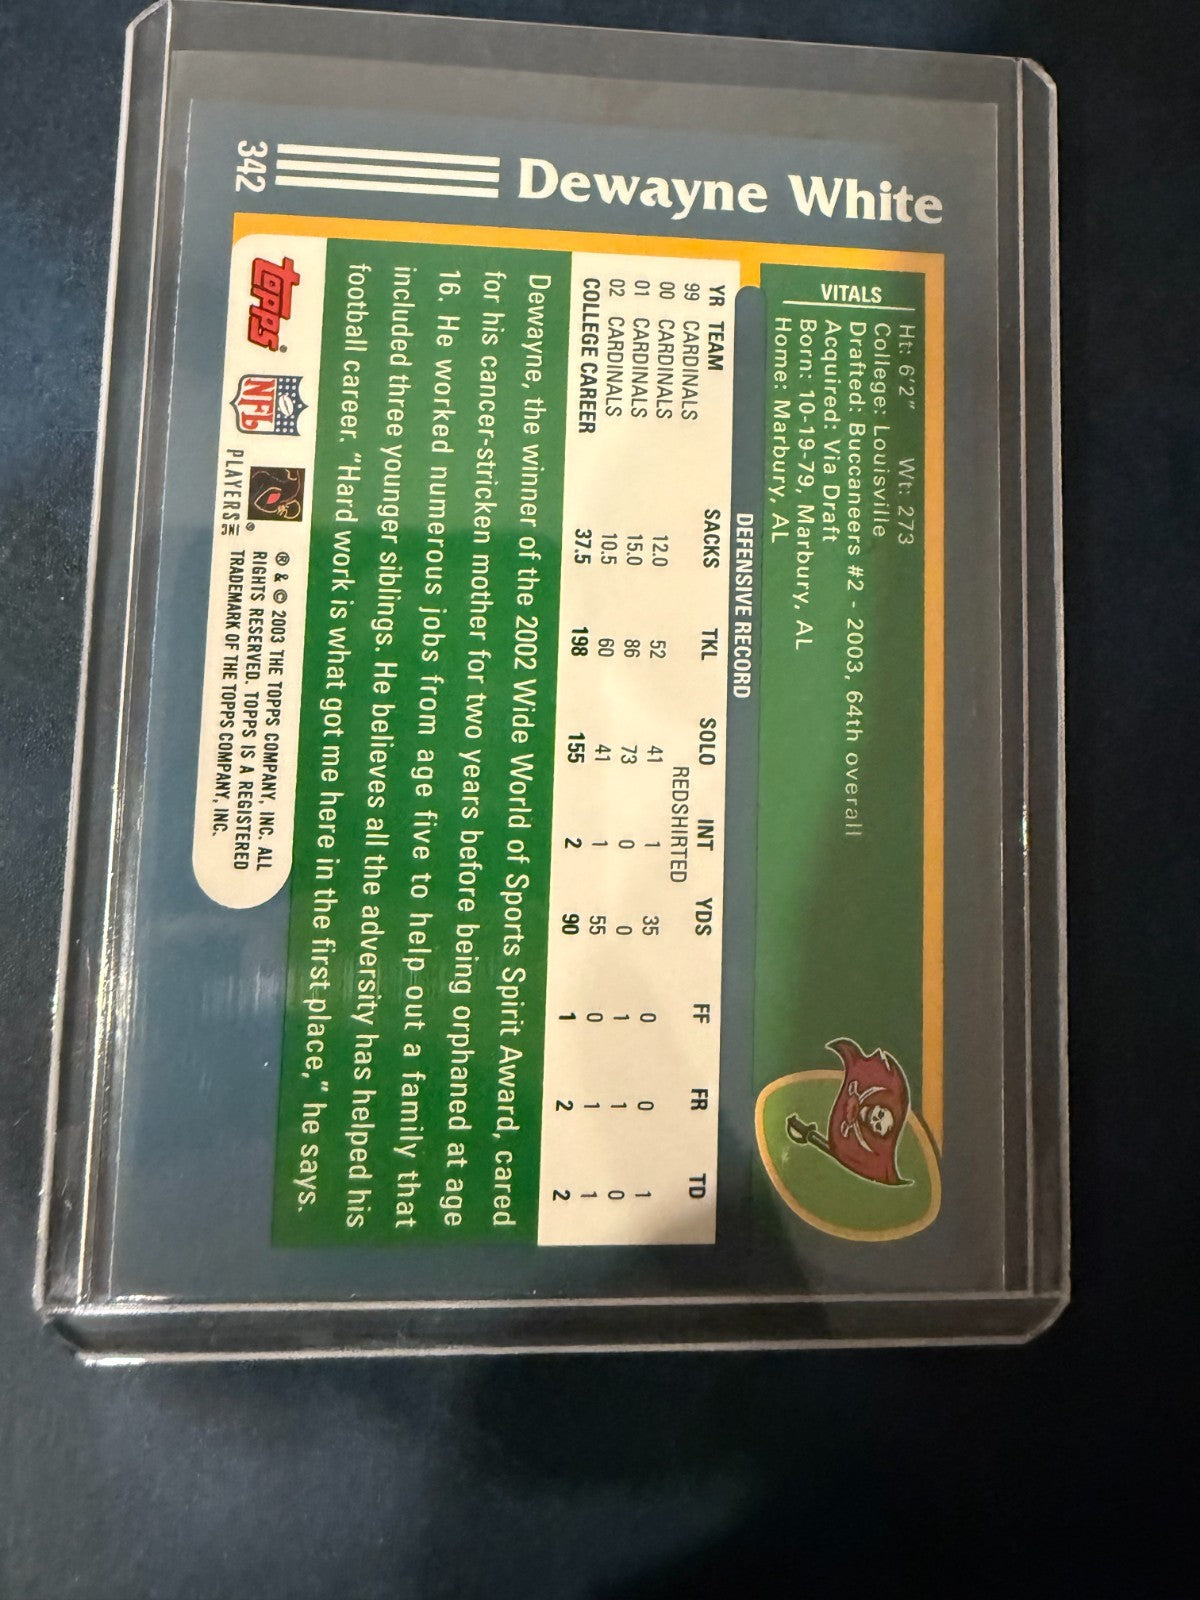 342 Dewayne White
VITALS
Ht: 6'2" Wt: 273
College: Louisville
Drafted: Buccaneers #2 - 2003, 64th overall
Acquired: Via Draft
Born: 10-19-79, Marbury, AL
Home: Marbury, AL
DEFENSIVE RECORD
YR TEAM SACKS TKL SOLO INT YDS FF FR TD
99 CARDINALS REDSHIRTED
00 CARDINALS 12.0 52 41 1 35 0 0 1
01 CARDINALS 15.0 86 73 0 0 1 1 0
02 CARDINALS 10.5 60 41 1 55 0 1 1
COLLEGE CAREER 37.5 198 155 2 90 1 2 2
Dewayne, the winner of the 2002 Wide World of Sports Spirit Award, cared
for his cancer-stricken mother for two years before being orphaned at age
16. He worked numerous jobs from age five to help out a family that
included three younger siblings. He believes all the adversity has helped his
football career. "Hard work is what got me here in the first place," he says.
topps®
NFL
PLAYERS INC
®
® & © 2003 THE TOPPS COMPANY, INC. ALL
RIGHTS RESERVED. TOPPS IS A REGISTERED
TRADEMARK OF THE TOPPS COMPANY, INC.